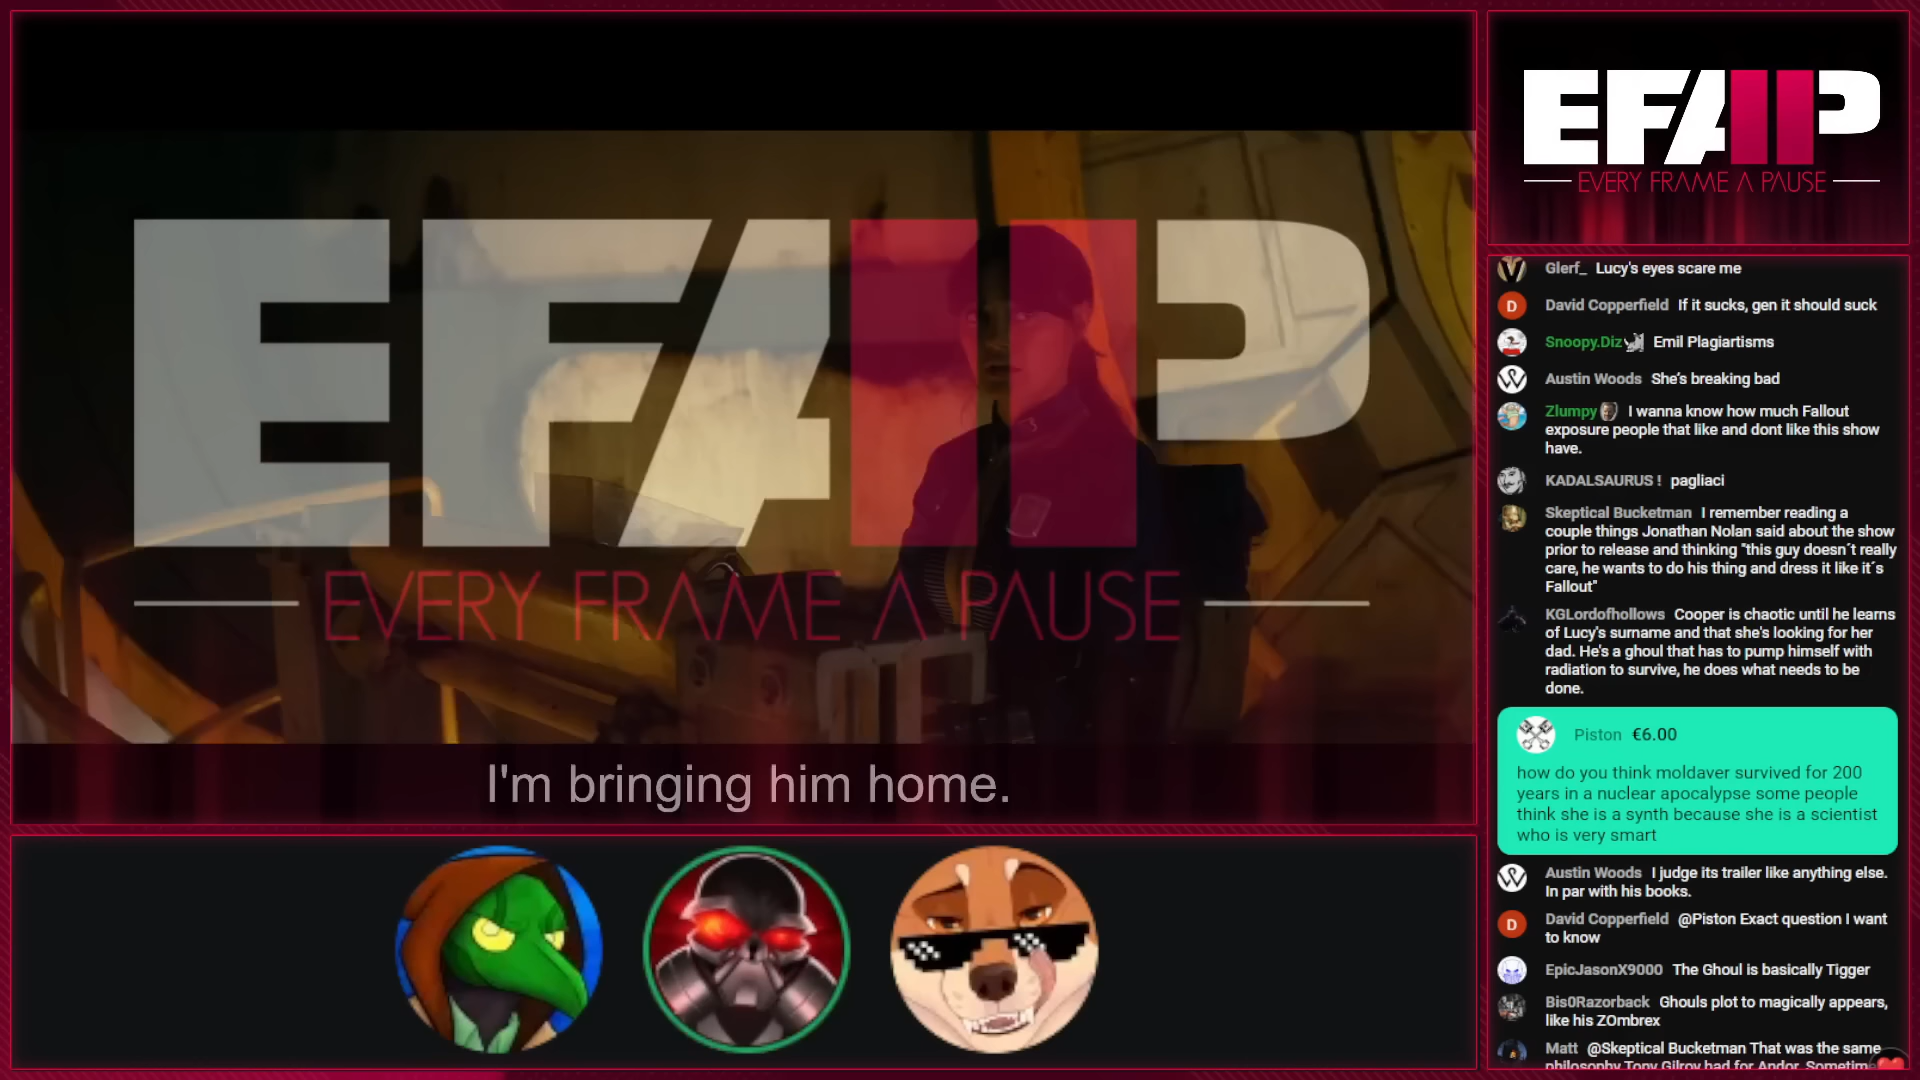 EFAP
EVERY FRAME A PAUSE
I'm bringing him home.
EFAP
EVERY FRAME A PAUSE
Glerf_ Lucy's eyes scare me
David Copperfield If it sucks, gen it should suck
Snoopy.Diz Emil Plagiartisms
Austin Woods She's breaking bad
Zlumpy I wanna know how much Fallout
exposure people that like and dont like this show
have.
KADALSAURUS ! pagliaci
Skeptical Bucketman I remember reading a
couple things Jonathan Nolan said about the show
prior to release and thinking "this guy doesn´t really
care, he wants to do his thing and dress it like it´s
Fallout"
KGLordofhollows Cooper is chaotic until he learns
of Lucy's surname and that she's looking for her
dad. He's a ghoul that has to pump himself with
radiation to survive, he does what needs to be
done.
Piston €6.00
how do you think moldaver survived for 200
years in a nuclear apocalypse some people
think she is a synth because she is a scientist
who is very smart
Austin Woods I judge its trailer like anything else.
In par with his books.
D
David Copperfield @Piston Exact question I want
to know
EpicJasonX9000 The Ghoul is basically Tigger
Bis0Razorback Ghouls plot to magically appears,
like his ZOmbrex
Matt @Skeptical Bucketman That was the same
philosophy Tony Gilroy had for Andor. Sometim